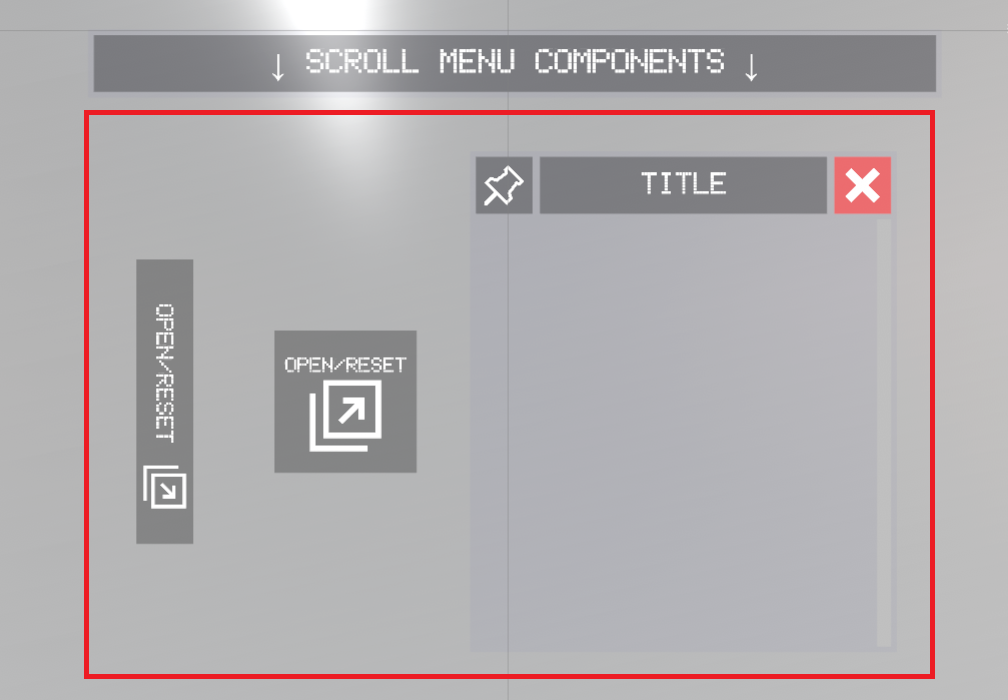 ↓ SCROLL MENU COMPONENTS ↓
TITLE
OPEN/RESET
OPEN/RESET